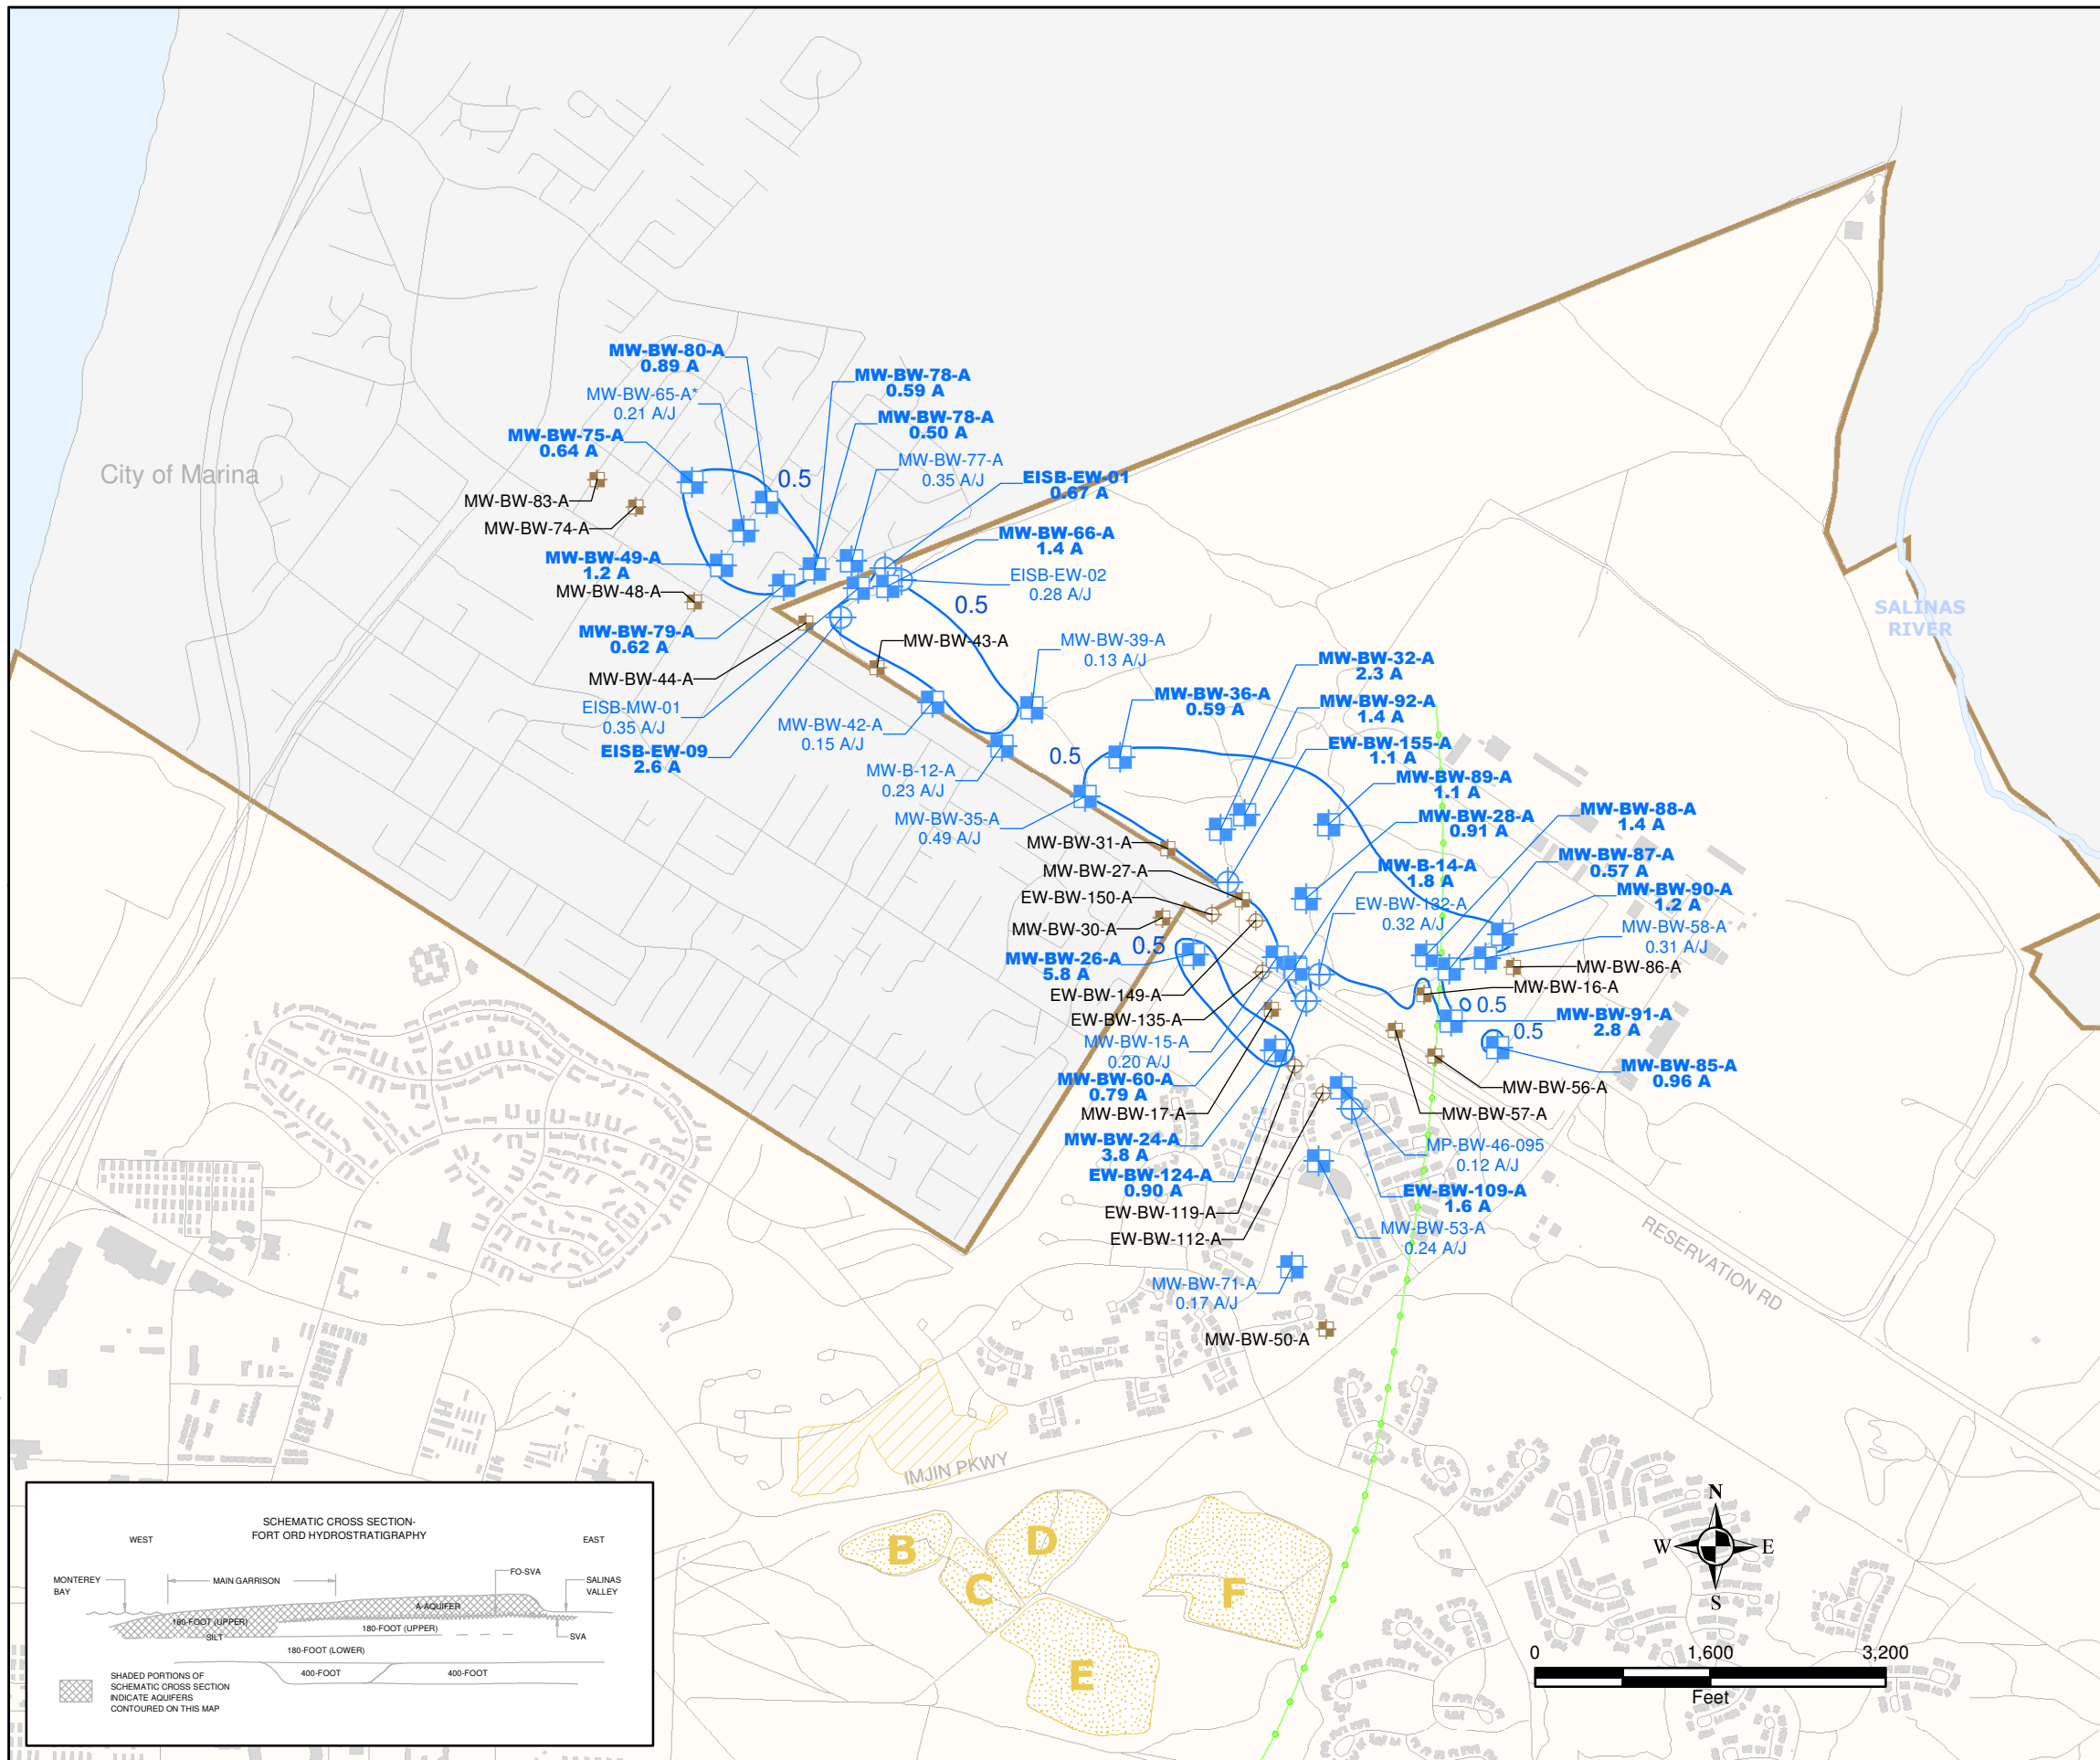 MW-BW-80-A
0.89 A
MW-BW-78-A
0.59 A
MW-BW-65-A*
0.21 A/J
MW-BW-78-A
0.50 A
MW-BW-75-A
0.64 A
0.5
MW-BW-77-A
0.35 A/J
EISB-EW-01
0.67 A
City of Marina
MW-BW-83-A
MW-BW-74-A
MW-BW-66-A
1.4 A
MW-BW-49-A
1.2 A
EISB-EW-02
0.28 A/J
MW-BW-48-A
0.5
SALINAS
RIVER
MW-BW-79-A
0.62 A
MW-BW-43-A
MW-BW-39-A
0.13 A/J
MW-BW-44-A
MW-BW-32-A
2.3 A
EISB-MW-01
0.35 A/J
MW-BW-36-A
0.59 A
MW-BW-92-A
1.4 A
MW-BW-42-A
0.15 A/J
EISB-EW-09
2.6 A
0.5
EW-BW-155-A
1.1 A
MW-B-12-A
0.23 A/J
MW-BW-89-A
1.1 A
MW-BW-35-A
0.49 A/J
MW-BW-28-A
0.91 A
MW-BW-88-A
1.4 A
MW-BW-31-A
MW-BW-87-A
0.57 A
MW-BW-27-A
MW-B-14-A
1.8 A
MW-BW-90-A
1.2 A
EW-BW-150-A
EW-BW-132-A
0.32 A/J
MW-BW-30-A
MW-BW-58-A
0.31 A/J
0.5
MW-BW-26-A
5.8 A
MW-BW-86-A
MW-BW-16-A
EW-BW-149-A
0.5
EW-BW-135-A
MW-BW-91-A
2.8 A
0.5
MW-BW-15-A
0.20 A/J
MW-BW-85-A
0.96 A
MW-BW-60-A
0.79 A
MW-BW-56-A
MW-BW-17-A
MW-BW-57-A
MW-BW-24-A
3.8 A
MP-BW-46-095
0.12 A/J
EW-BW-124-A
0.90 A
EW-BW-109-A
1.6 A
EW-BW-119-A
EW-BW-112-A
MW-BW-53-A
0.24 A/J
RESERVATION RD
MW-BW-71-A
0.17 A/J
MW-BW-50-A
IMJIN PKWY
B
C
D
E
F
N
W
E
S
0
1,600
3,200
Feet
SCHEMATIC CROSS SECTION-
FORT ORD HYDROSTRATIGRAPHY
WEST
EAST
MONTEREY
BAY
MAIN GARRISON
FO-SVA
SALINAS
VALLEY
A-AQUIFER
180-FOOT (UPPER)
180-FOOT (UPPER)
SILT
SVA
180-FOOT (LOWER)
400-FOOT
400-FOOT
SHADED PORTIONS OF
SCHEMATIC CROSS SECTION
INDICATE AQUIFERS
CONTOURED ON THIS MAP